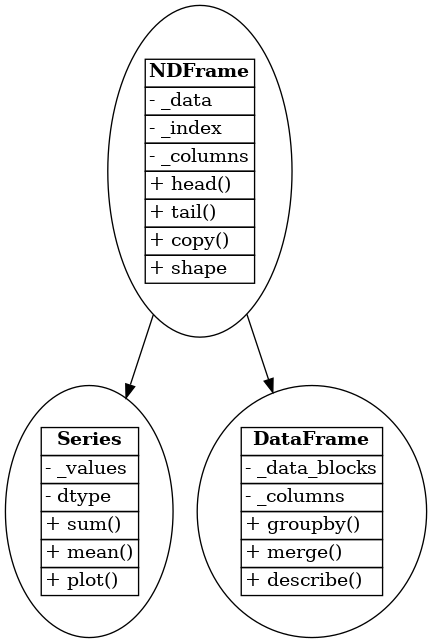 NDFrame
- _data
- _index
- _columns
+ head()
+ tail()
+ copy()
+ shape
Series
- _values
- dtype
+ sum()
+ mean()
+ plot()
DataFrame
- _data_blocks
- _columns
+ groupby()
+ merge()
+ describe()